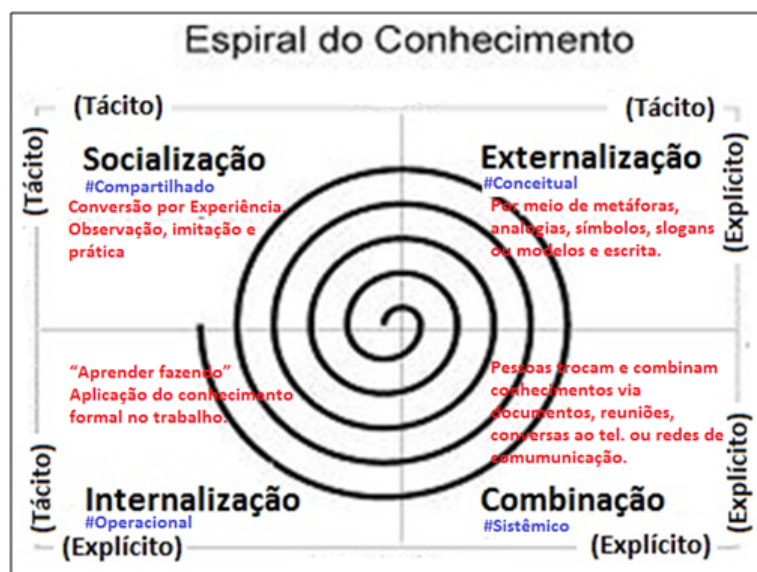 Espiral do Conhecimento
(Tácito)
(Tácito)
(Tácito)
Socialização
#Compartilhado
Conversão por Experiência.
Observação, imitação e
prática
Externalização
#Conceitual
Por meio de metáforas,
analogias, símbolos, slogans
ou modelos e escrita.
(Explícito)
“Aprender fazendo”
Aplicação do conhecimento
formal no trabalho.
Internalização
#Operacional
(Tácito)
(Explícito)
Pessoas trocam e combinam
conhecimentos via
documentos, reuniões,
conversas ao tel. ou redes de
comumunicação.
Combinação
#Sistêmico
(Explícito)
(Explícito)